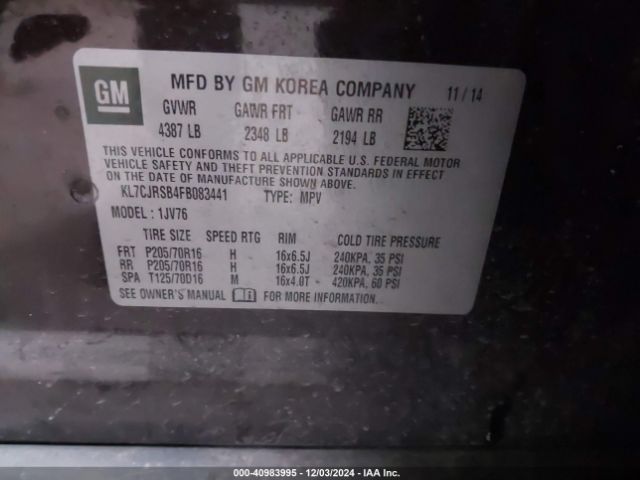 GM
MFD BY GM KOREA COMPANY 11 / 14
GVWR GAWR FRT GAWR RR
4387 LB 2348 LB 2194 LB
THIS VEHICLE CONFORMS TO ALL APPLICABLE U.S. FEDERAL MOTOR
VEHICLE SAFETY AND THEFT PREVENTION STANDARDS IN EFFECT
ON THE DATE OF MANUFACTURE SHOWN ABOVE.
KL7CJRSB4FB083441 TYPE: MPV
MODEL : 1JV76
TIRE SIZE SPEED RTG RIM COLD TIRE PRESSURE
FRT P205/70R16 H 16x6.5J 240KPA, 35 PSI
RR P205/70R16 H 16x6.5J 240KPA, 35 PSI
SPA T125/70D16 M 16x4.0T 420KPA, 60 PSI
SEE OWNER'S MANUAL FOR MORE INFORMATION.
000-40983995 - 12/03/2024 - IAA Inc.